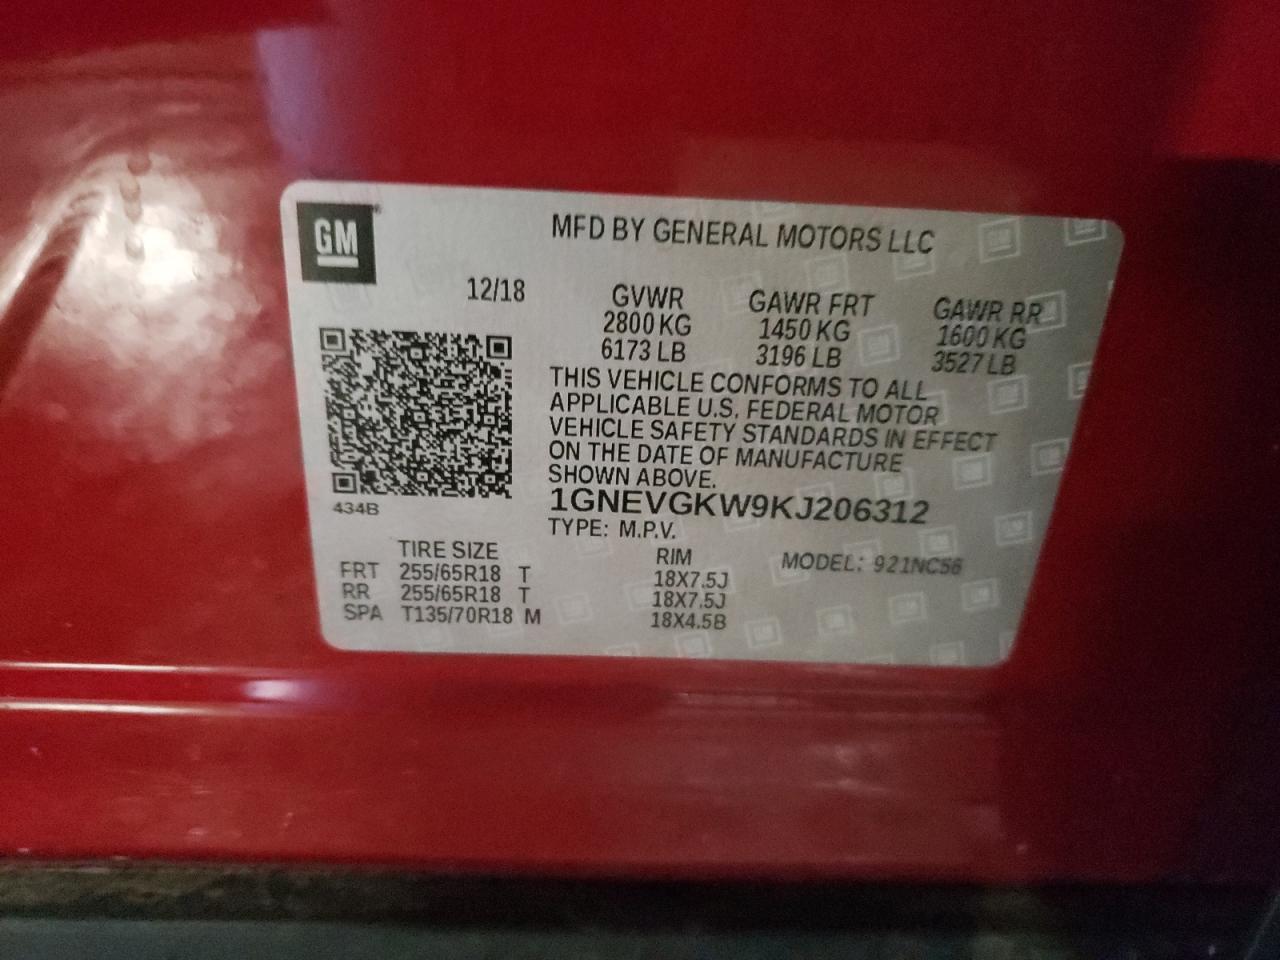 GM
MFD BY GENERAL MOTORS LLC
12/18
GVWR GAWR FRT GAWR RR
2800 KG 1450 KG 1600 KG
6173 LB 3196 LB 3527 LB
THIS VEHICLE CONFORMS TO ALL
APPLICABLE U.S. FEDERAL MOTOR
VEHICLE SAFETY STANDARDS IN EFFECT
ON THE DATE OF MANUFACTURE
SHOWN ABOVE.
434B
1GNEVGKW9KJ206312
TYPE: M.P.V.
TIRE SIZE RIM MODEL: 921NC56
FRT 255/65R18 T 18X7.5J
RR 255/65R18 T 18X7.5J
SPA T135/70R18 M 18X4.5B